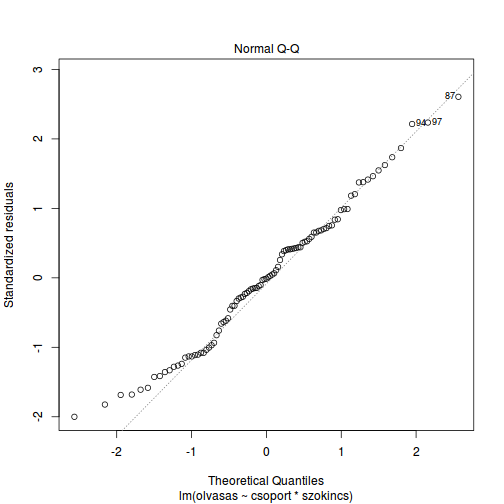 Normal Q-Q
3
2
1
0
-1
-2
Standardized residuals
87
94
97
-2 -1 0 1 2
Theoretical Quantiles
lm(olvasas ~ csoport * szokincs)